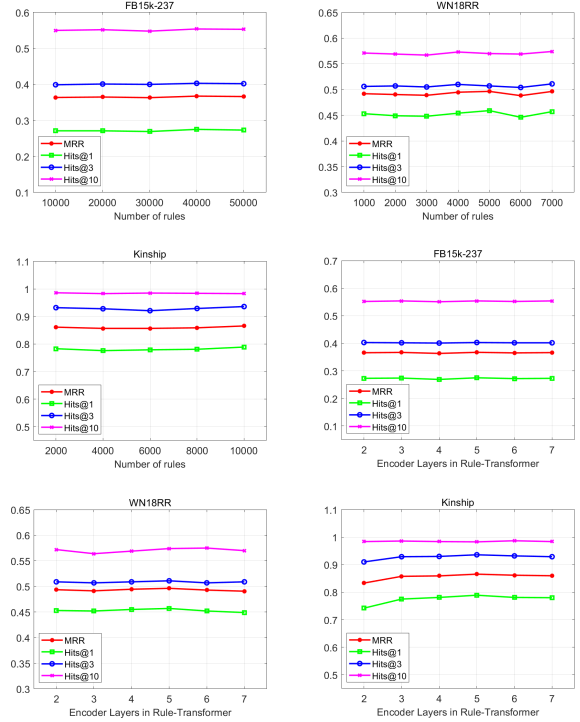 FB15k-237
0.6
0.5
0.4
0.3
0.2
0.1
MRR
Hits@1
Hits@3
Hits@10
10000 20000 30000 40000 50000
Number of rules
WN18RR
0.65
0.6
0.55
0.5
0.45
0.4
0.35
0.3
MRR
Hits@1
Hits@3
Hits@10
1000 2000 3000 4000 5000 6000 7000
Number of rules
Kinship
1.1
1
0.9
0.8
0.7
0.6
0.5
MRR
Hits@1
Hits@3
Hits@10
2000 4000 6000 8000 10000
Number of rules
FB15k-237
0.7
0.6
0.5
0.4
0.3
0.2
0.1
MRR
Hits@1
Hits@3
Hits@10
2 3 4 5 6 7
Encoder Layers in Rule-Transformer
WN18RR
0.65
0.6
0.55
0.5
0.45
0.4
0.35
0.3
MRR
Hits@1
Hits@3
Hits@10
2 3 4 5 6 7
Encoder Layers in Rule-Transformer
Kinship
1.1
1
0.9
0.8
0.7
0.6
0.5
MRR
Hits@1
Hits@3
Hits@10
2 3 4 5 6 7
Encoder Layers in Rule-Transformer